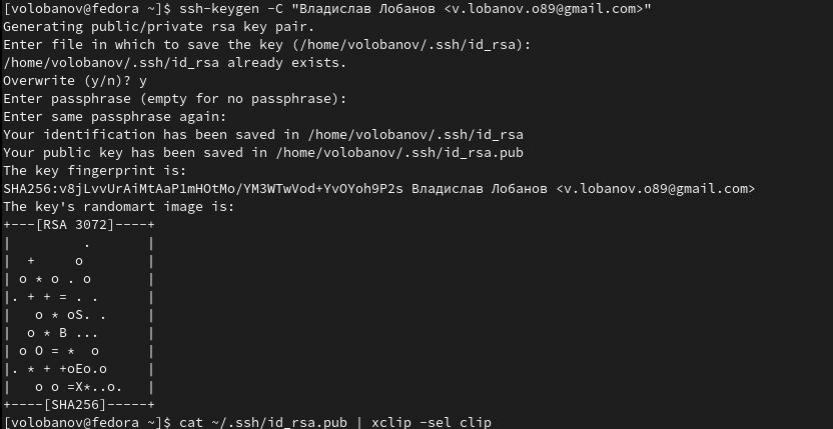 [volobanov@fedora ~]$ ssh-keygen -C "Владислав Лобанов <v.lobanov.o89@gmail.com>"
Generating public/private rsa key pair.
Enter file in which to save the key (/home/volobanov/.ssh/id_rsa):
/home/volobanov/.ssh/id_rsa already exists.
Overwrite (y/n)? y
Enter passphrase (empty for no passphrase):
Enter same passphrase again:
Your identification has been saved in /home/volobanov/.ssh/id_rsa
Your public key has been saved in /home/volobanov/.ssh/id_rsa.pub
The key fingerprint is:
SHA256:v8jLvvUrAiMtAaPlmHOtMo/YM3WTwVod+YvOYoh9P2s Владислав Лобанов <v.lobanov.o89@gmail.com>
The key's randomart image is:
+---[RSA 3072]----+
|         .       |
|  +     o        |
| o * o . o       |
|. + + = . .      |
|   o * oS. .     |
|  o * B ...      |
| o O = *  o      |
|. * + +oEo.o     |
|   o o =X*..o.   |
+----[SHA256]-----+
[volobanov@fedora ~]$ cat ~/.ssh/id_rsa.pub | xclip -sel clip